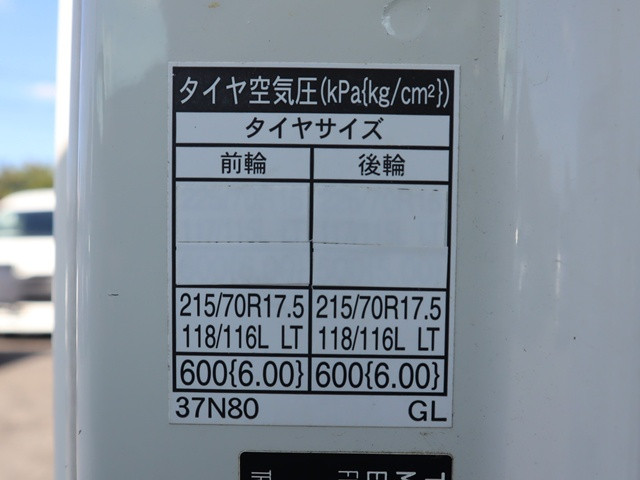 タイヤ空気圧(kPa{kg/cm²})
タイヤサイズ
前輪 後輪
215/70R17.5 215/70R17.5
118/116L LT 118/116L LT
600{6.00} 600{6.00}
37N80 GL